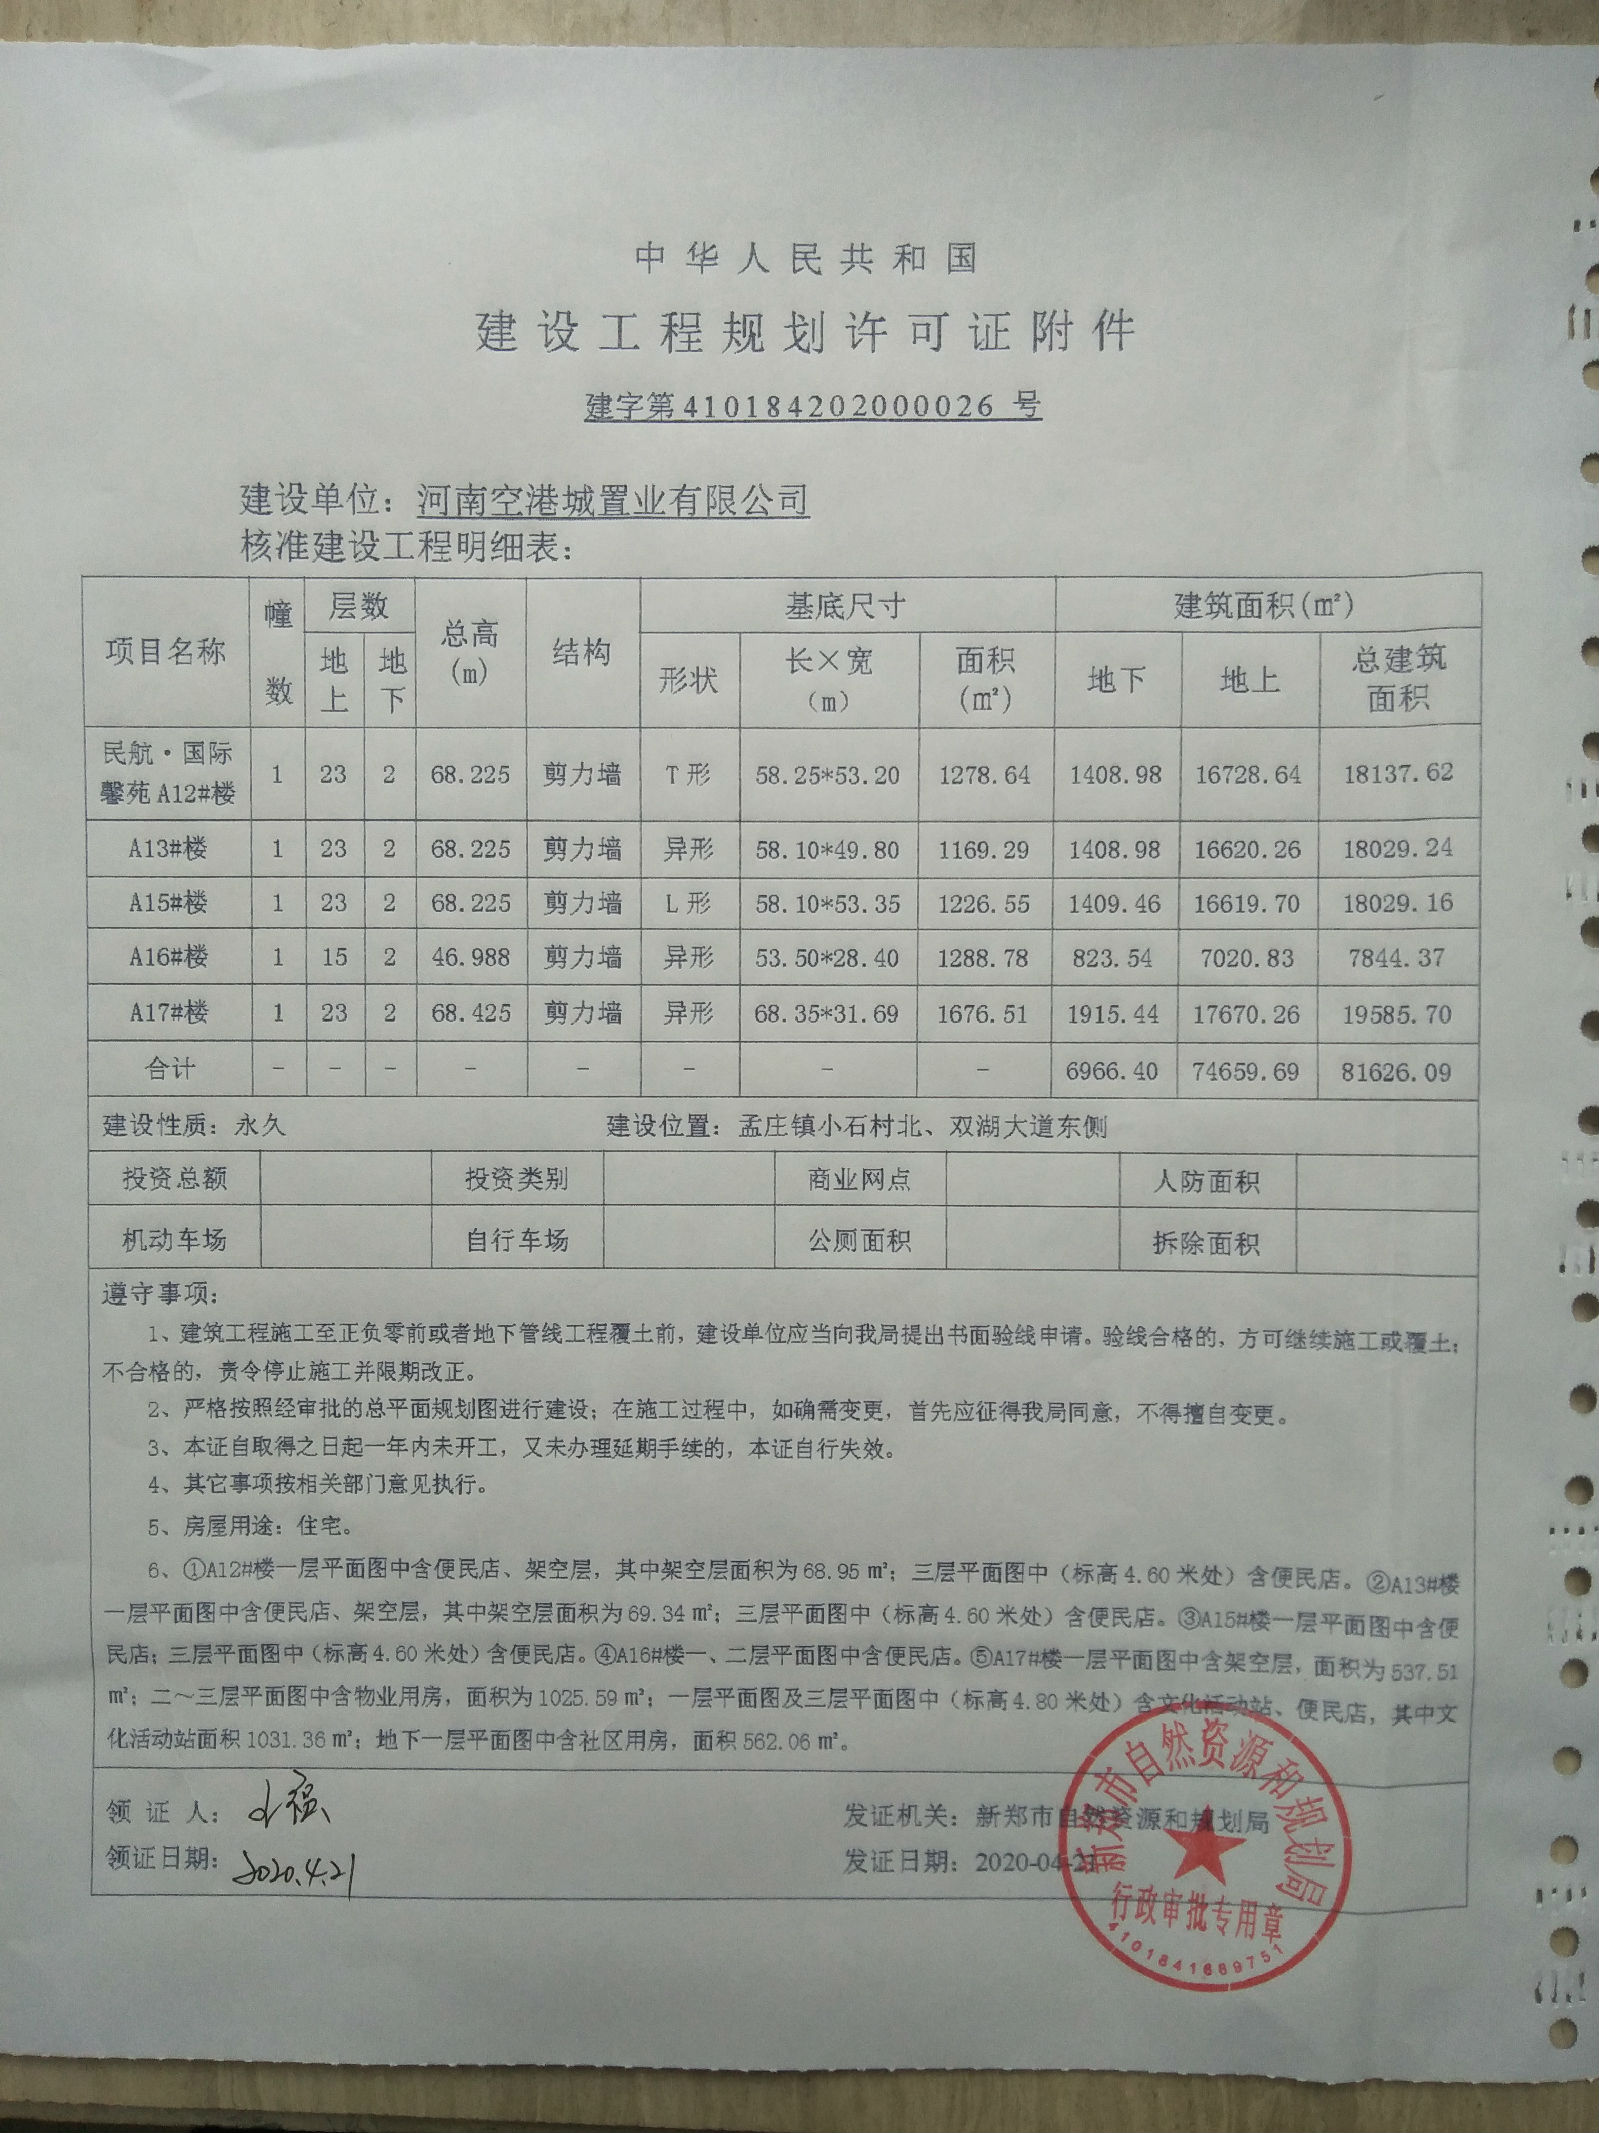 中华人民共和国
建设工程规划许可证附件
建字第410184202000026 号
建设单位：河南空港城置业有限公司
核准建设工程明细表：
项目名称 幢数 层数 总高(m) 结构 基底尺寸 建筑面积(㎡)
地上 地下 形状 长×宽(m) 面积(㎡) 地下 地上 总建筑面积
民航·国际馨苑A12#楼 1 23 2 68.225 剪力墙 T形 58.25*53.20 1278.64 1408.98 16728.64 18137.62
A13#楼 1 23 2 68.225 剪力墙 异形 58.10*49.80 1169.29 1408.98 16620.26 18029.24
A15#楼 1 23 2 68.225 剪力墙 L形 58.10*53.35 1226.55 1409.46 16619.70 18029.16
A16#楼 1 15 2 46.988 剪力墙 异形 53.50*28.40 1288.78 823.54 7020.83 7844.37
A17#楼 1 23 2 68.425 剪力墙 异形 68.35*31.69 1676.51 1915.44 17670.26 19585.70
合计 - - - - - - - - 6966.40 74659.69 81626.09
建设性质：永久 建设位置：孟庄镇小石村北、双湖大道东侧
投资总额 投资类别 商业网点 人防面积
机动车场 自行车场 公厕面积 拆除面积
遵守事项：
1、建筑工程施工至正负零前或者地下管线工程覆土前，建设单位应当向我局提出书面验线申请。验线合格的，方可继续施工或覆土；
不合格的，责令停止施工并限期改正。
2、严格按照经审批的总平面规划图进行建设；在施工过程中，如确需变更，首先应征得我局同意，不得擅自变更。
3、本证自取得之日起一年内未开工，又未办理延期手续的，本证自行失效。
4、其它事项按相关部门意见执行。
5、房屋用途：住宅。
6、①A12#楼一层平面图中含便民店、架空层，其中架空层面积为68.95㎡；三层平面图中（标高4.60米处）含便民店。②A13#楼
一层平面图中含便民店、架空层，其中架空层面积为69.34㎡；三层平面图中（标高4.60米处）含便民店。③A15#楼一层平面图中含便
民店；三层平面图中（标高4.60米处）含便民店。④A16#楼一、二层平面图中含便民店。⑤A17#楼一层平面图中含架空层，面积为537.51
㎡；二～三层平面图中含物业用房，面积为1025.59㎡；一层平面图及三层平面图中（标高4.80米处）含文化活动站、便民店，其中文
化活动站面积1031.36㎡；地下一层平面图中含社区用房，面积562.06㎡。
领证人：
发证机关：新郑市自然资源和规划局
领证日期：2020.4.21
发证日期：2020-04-21
新郑市自然资源和规划局
行政审批专用章